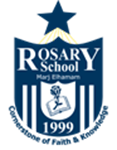 ROSARY
School
Marj Elhamam
1999
Cornerstone of Faith & Knowledge